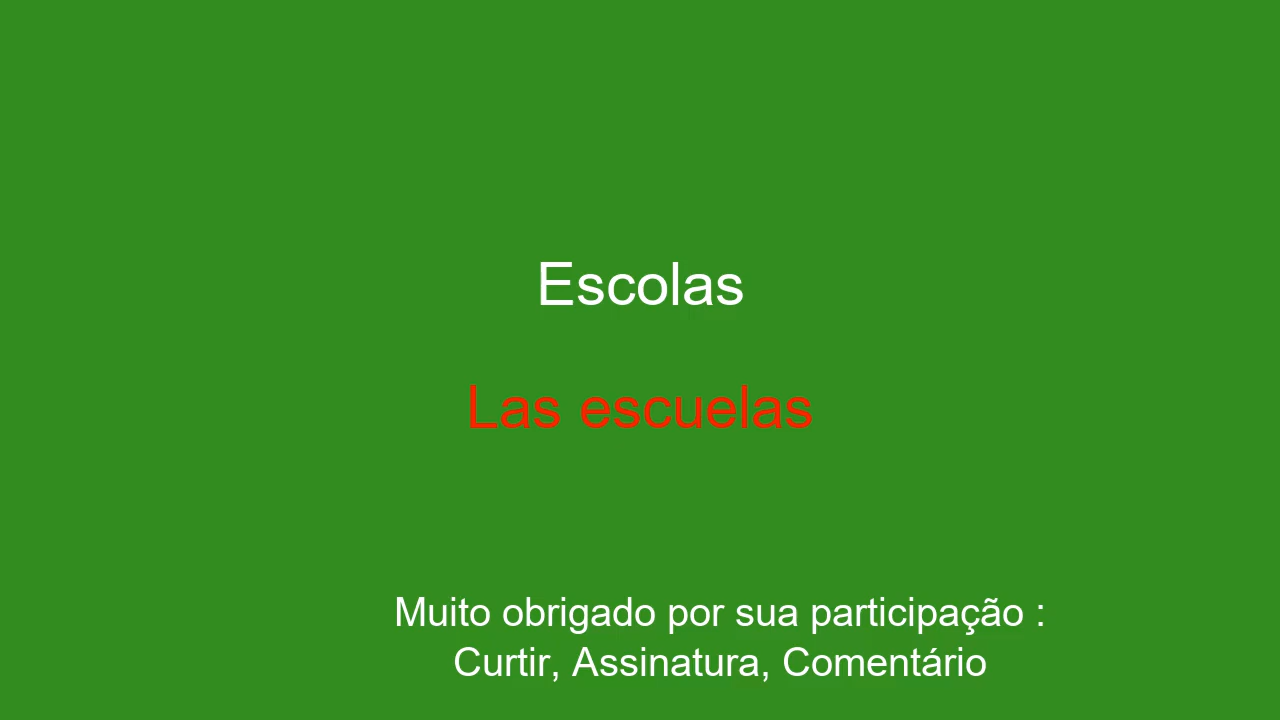 Escolas
Las escuelas
Muito obrigado por sua participação :
Curtir, Assinatura, Comentário